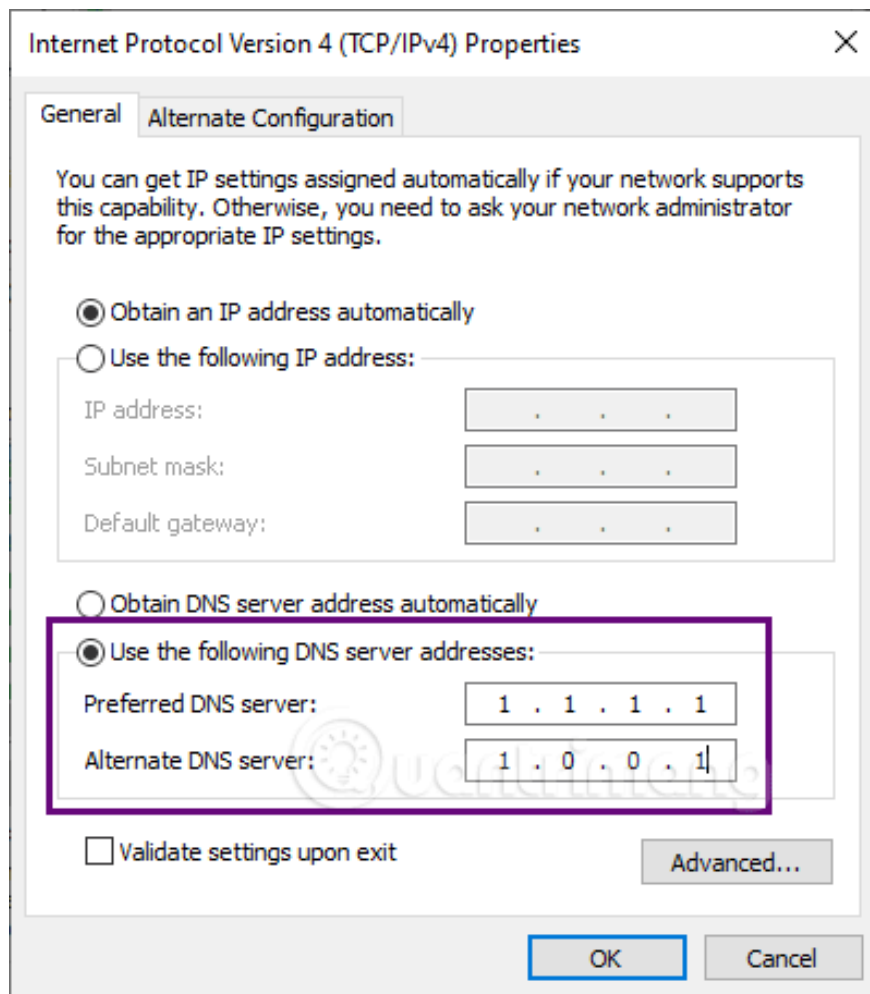 Internet Protocol Version 4 (TCP/IPv4) Properties
General
Alternate Configuration
You can get IP settings assigned automatically if your network supports
this capability. Otherwise, you need to ask your network administrator
for the appropriate IP settings.
Obtain an IP address automatically
Use the following IP address:
IP address: . . .
Subnet mask: . . .
Default gateway: . . .
Obtain DNS server address automatically
Use the following DNS server addresses:
Preferred DNS server: 1 . 1 . 1 . 1
Alternate DNS server: 1 . 0 . 0 . 1
Quantrimang
Validate settings upon exit
Advanced...
OK
Cancel